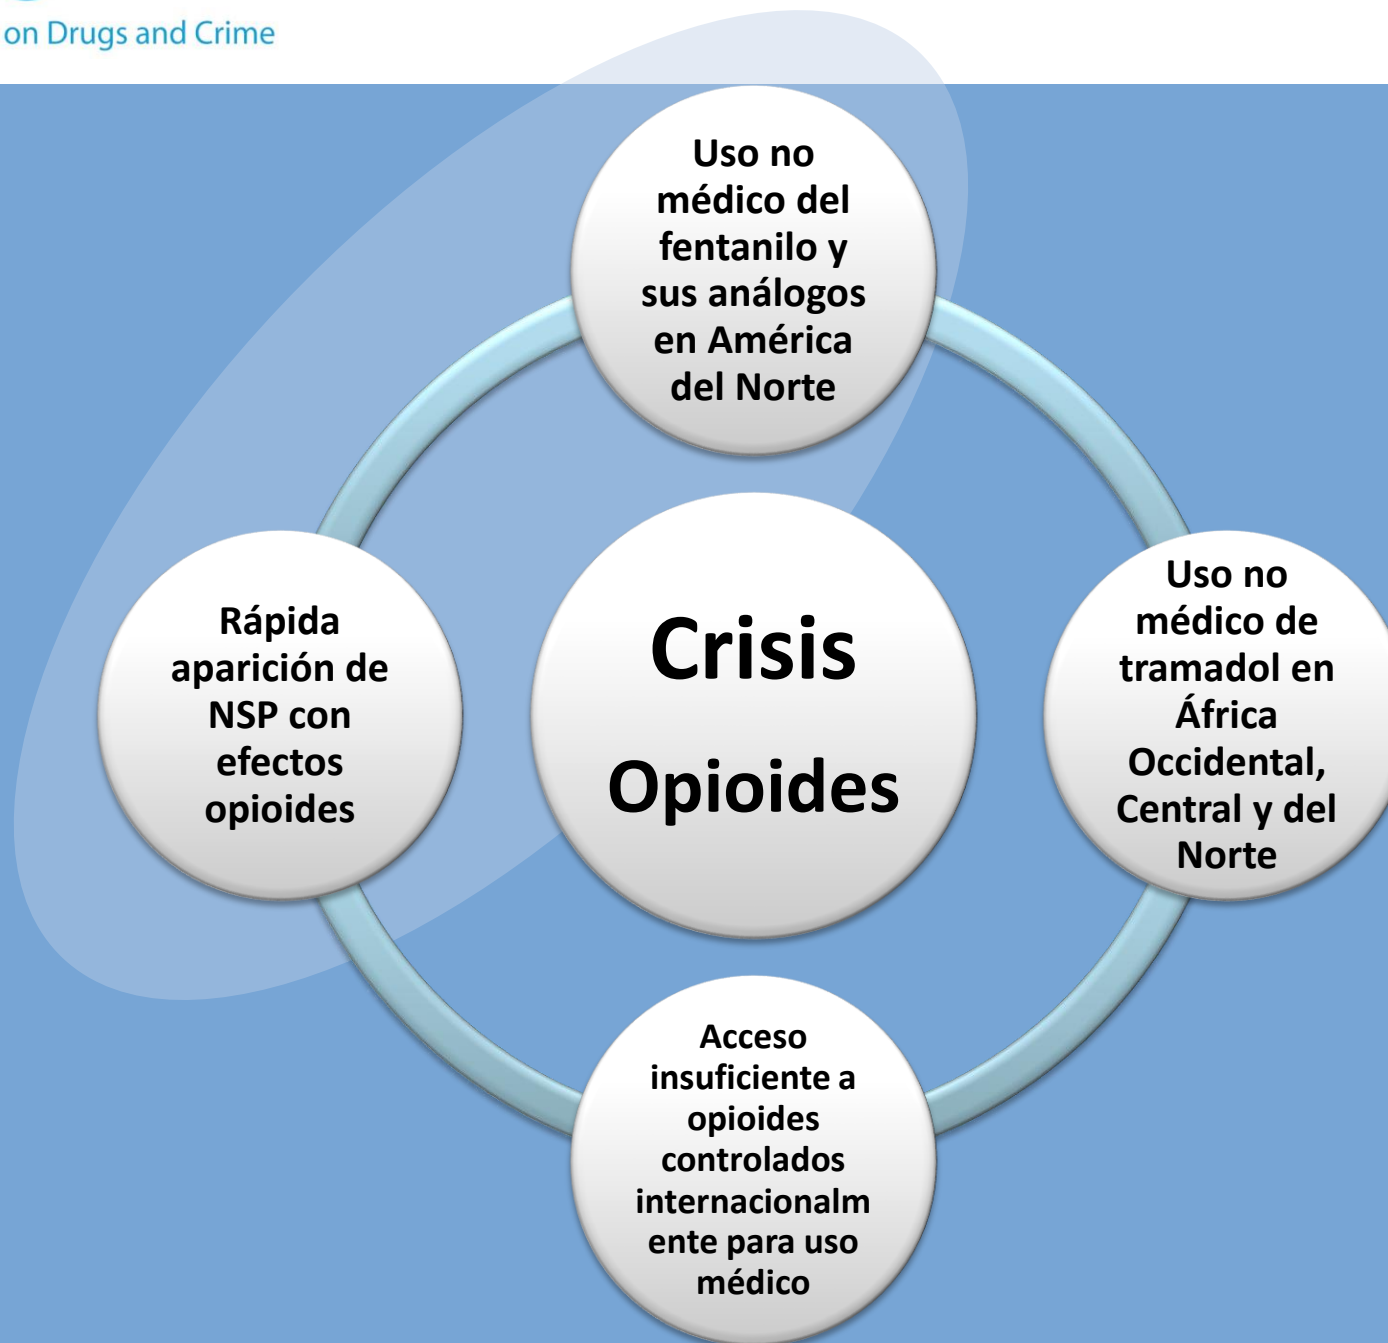 on Drugs and Crime
Uso no
médico del
fentanilo y
sus análogos
en América
del Norte
Rápida
aparición de
NSP con
efectos
opioides
Crisis
Opioides
Uso no
médico de
tramadol en
África
Occidental,
Central y del
Norte
Acceso
insuficiente a
opioides
controlados
internacionalm
ente para uso
médico